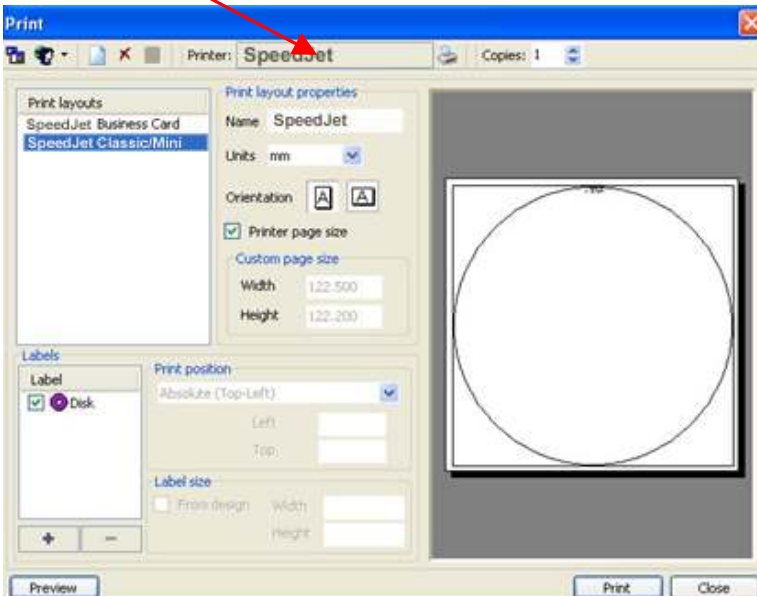 Print
Printer: SpeedJet Copies: 1
Print layouts
SpeedJet Business Card
SpeedJet Classic/Mini
Print layout properties
Name SpeedJet
Units mm
Orientation A A
Printer page size
Custom page size
Width 122.500
Height 122.200
Labels
Label
Disk
Print position
Absolute (Top-Left)
Left
Top
Label size
From design Width
Height
+ −
Preview Print Close